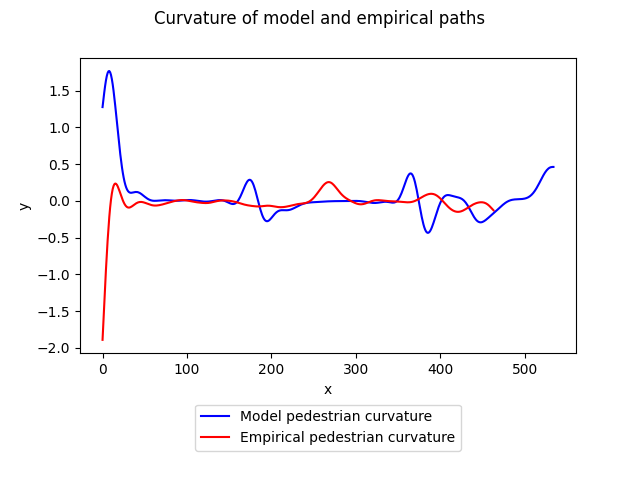 Curvature of model and empirical paths
1.5
1.0
0.5
0.0
−0.5
−1.0
−1.5
−2.0
y
0 100 200 300 400 500
x
Model pedestrian curvature
Empirical pedestrian curvature